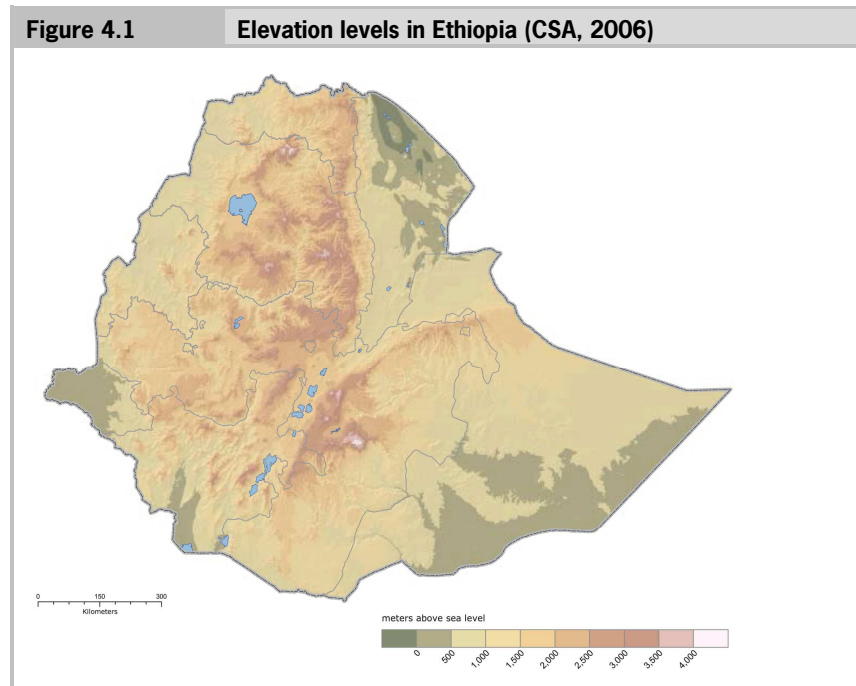 Figure 4.1 Elevation levels in Ethiopia (CSA, 2006)
0 150 300
Kilometers
meters above sea level
0 500 1,000 1,500 2,000 2,500 3,000 3,500 4,000